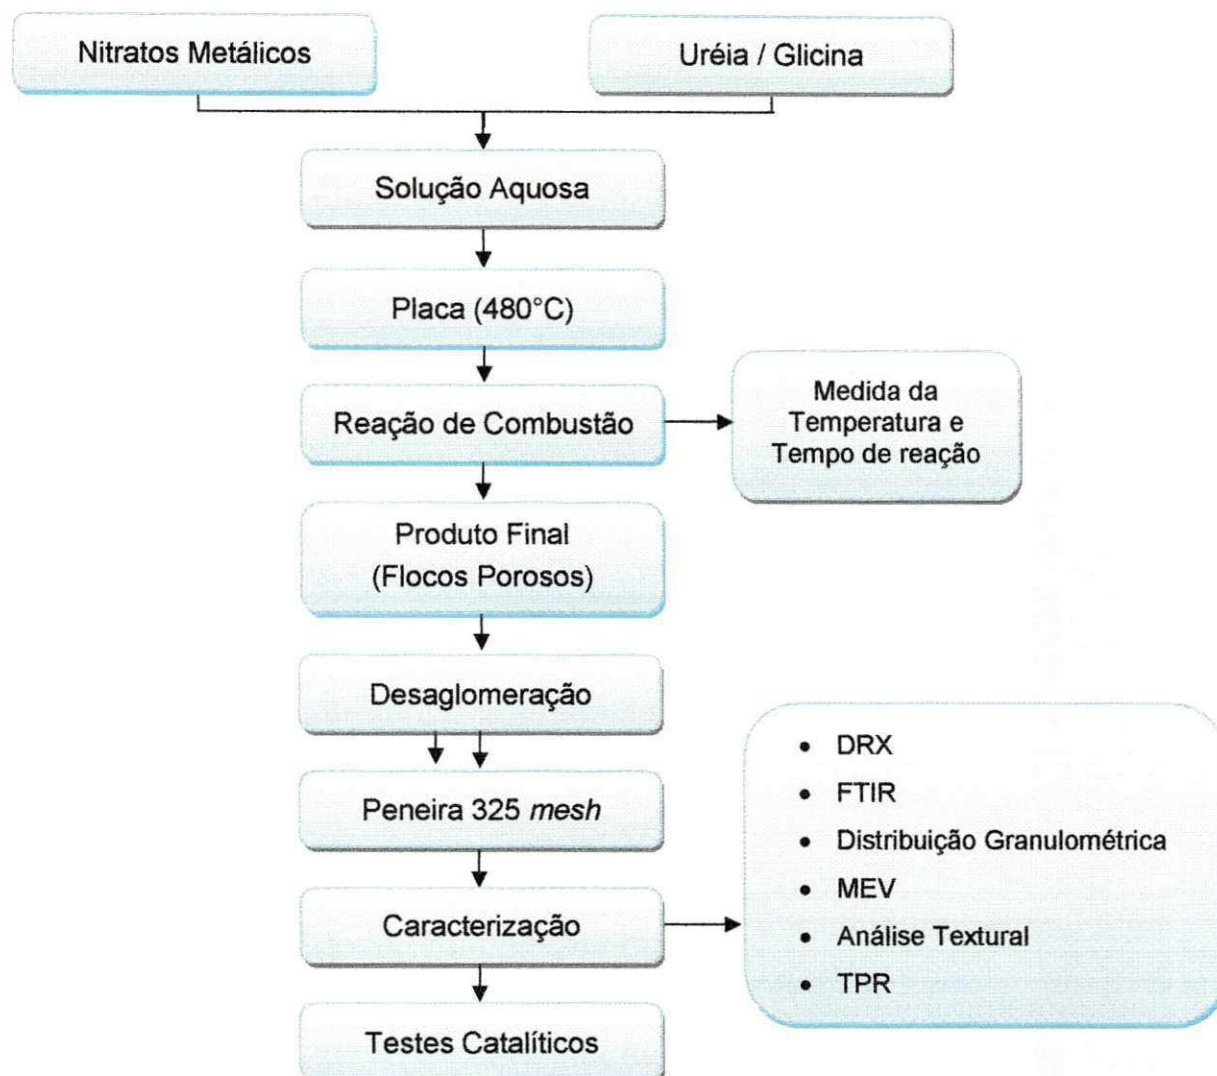 Nitratos Metálicos
Uréia / Glicina
Solução Aquosa
Placa (480°C)
Reação de Combustão
Medida da
Temperatura e
Tempo de reação
Produto Final
(Flocos Porosos)
Desaglomeração
Peneira 325 mesh
Caracterização
• DRX
• FTIR
• Distribuição Granulométrica
• MEV
• Análise Textural
• TPR
Testes Catalíticos